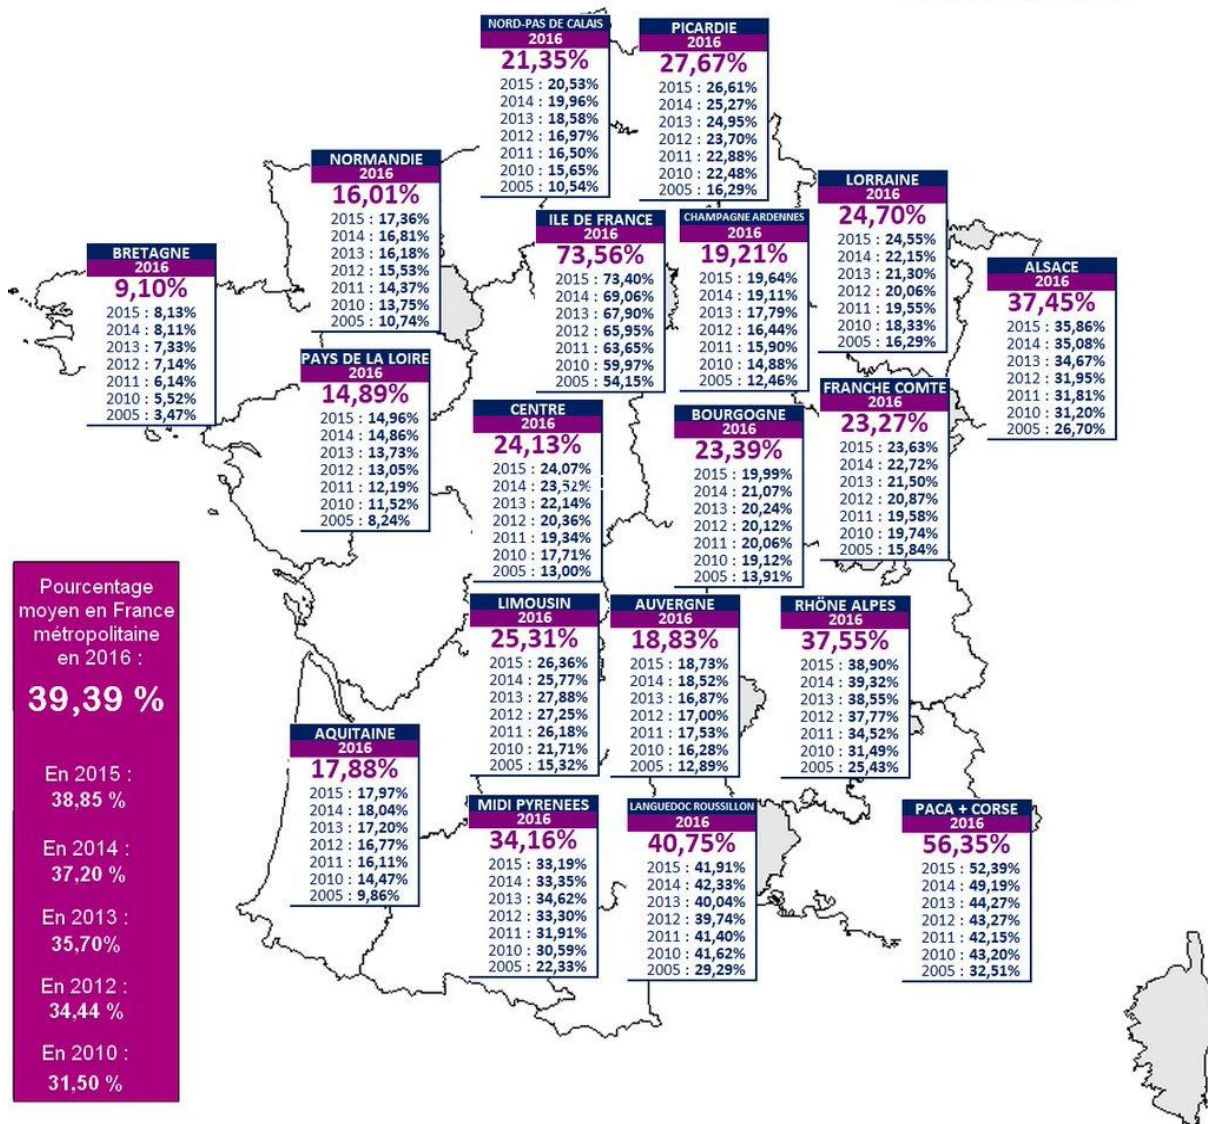 NORD-PAS DE CALAIS
2016
21,35%
2015 : 20,53%
2014 : 19,96%
2013 : 18,58%
2012 : 16,97%
2011 : 16,50%
2010 : 15,65%
2005 : 10,54%
PICARDIE
2016
27,67%
2015 : 26,61%
2014 : 25,27%
2013 : 24,95%
2012 : 23,70%
2011 : 22,88%
2010 : 22,48%
2005 : 16,29%
NORMANDIE
2016
16,01%
2015 : 17,36%
2014 : 16,81%
2013 : 16,18%
2012 : 15,53%
2011 : 14,37%
2010 : 13,75%
2005 : 10,74%
LORRAINE
2016
24,70%
2015 : 24,55%
2014 : 22,15%
2013 : 21,30%
2012 : 20,06%
2011 : 19,55%
2010 : 18,33%
2005 : 16,29%
ILE DE FRANCE
2016
73,56%
2015 : 73,40%
2014 : 69,06%
2013 : 67,90%
2012 : 65,95%
2011 : 63,65%
2010 : 59,97%
2005 : 54,15%
CHAMPAGNE ARDENNES
2016
19,21%
2015 : 19,64%
2014 : 19,11%
2013 : 17,79%
2012 : 16,44%
2011 : 15,90%
2010 : 14,88%
2005 : 12,46%
BRETAGNE
2016
9,10%
2015 : 8,13%
2014 : 8,11%
2013 : 7,33%
2012 : 7,14%
2011 : 6,14%
2010 : 5,52%
2005 : 3,47%
ALSACE
2016
37,45%
2015 : 35,86%
2014 : 35,08%
2013 : 34,67%
2012 : 31,95%
2011 : 31,81%
2010 : 31,20%
2005 : 26,70%
PAYS DE LA LOIRE
2016
14,89%
2015 : 14,96%
2014 : 14,86%
2013 : 13,73%
2012 : 13,05%
2011 : 12,19%
2010 : 11,52%
2005 : 8,24%
CENTRE
2016
24,13%
2015 : 24,07%
2014 : 23,52%
2013 : 22,14%
2012 : 20,36%
2011 : 19,34%
2010 : 17,71%
2005 : 13,00%
BOURGOGNE
2016
23,39%
2015 : 19,99%
2014 : 21,07%
2013 : 20,24%
2012 : 20,12%
2011 : 20,06%
2010 : 19,12%
2005 : 13,91%
FRANCHE COMTE
2016
23,27%
2015 : 23,63%
2014 : 22,72%
2013 : 21,50%
2012 : 20,87%
2011 : 19,58%
2010 : 19,74%
2005 : 15,84%
Pourcentage
moyen en France
métropolitaine
en 2016 :
39,39 %
En 2015 :
38,85 %
En 2014 :
37,20 %
En 2013 :
35,70%
En 2012 :
34,44 %
En 2010 :
31,50 %
LIMOUSIN
2016
25,31%
2015 : 26,36%
2014 : 25,77%
2013 : 27,88%
2012 : 27,25%
2011 : 26,18%
2010 : 21,71%
2005 : 15,32%
AUVERGNE
2016
18,83%
2015 : 18,73%
2014 : 18,52%
2013 : 16,87%
2012 : 17,00%
2011 : 17,53%
2010 : 16,28%
2005 : 12,89%
RHÖNE ALPES
2016
37,55%
2015 : 38,90%
2014 : 39,32%
2013 : 38,55%
2012 : 37,77%
2011 : 34,52%
2010 : 31,49%
2005 : 25,43%
AQUITAINE
2016
17,88%
2015 : 17,97%
2014 : 18,04%
2013 : 17,20%
2012 : 16,77%
2011 : 16,11%
2010 : 14,47%
2005 : 9,86%
MIDI PYRENEES
2016
34,16%
2015 : 33,19%
2014 : 33,35%
2013 : 34,62%
2012 : 33,30%
2011 : 31,91%
2010 : 30,59%
2005 : 22,33%
LANGUEDOC ROUSSILLON
2016
40,75%
2015 : 41,91%
2014 : 42,33%
2013 : 40,04%
2012 : 39,74%
2011 : 41,40%
2010 : 41,62%
2005 : 29,29%
PACA + CORSE
2016
56,35%
2015 : 52,39%
2014 : 49,19%
2013 : 44,27%
2012 : 43,27%
2011 : 42,15%
2010 : 43,20%
2005 : 32,51%